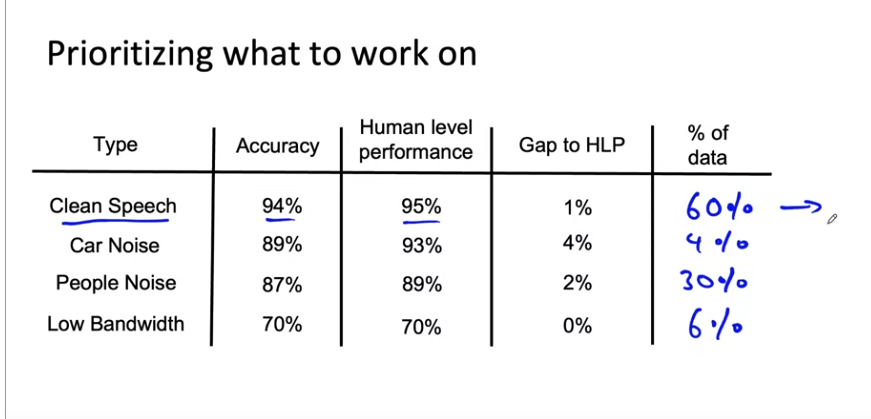 Prioritizing what to work on
Type Accuracy Human level performance Gap to HLP % of data
Clean Speech 94% 95% 1% 60% →
Car Noise 89% 93% 4% 4%
People Noise 87% 89% 2% 30%
Low Bandwidth 70% 70% 0% 6%